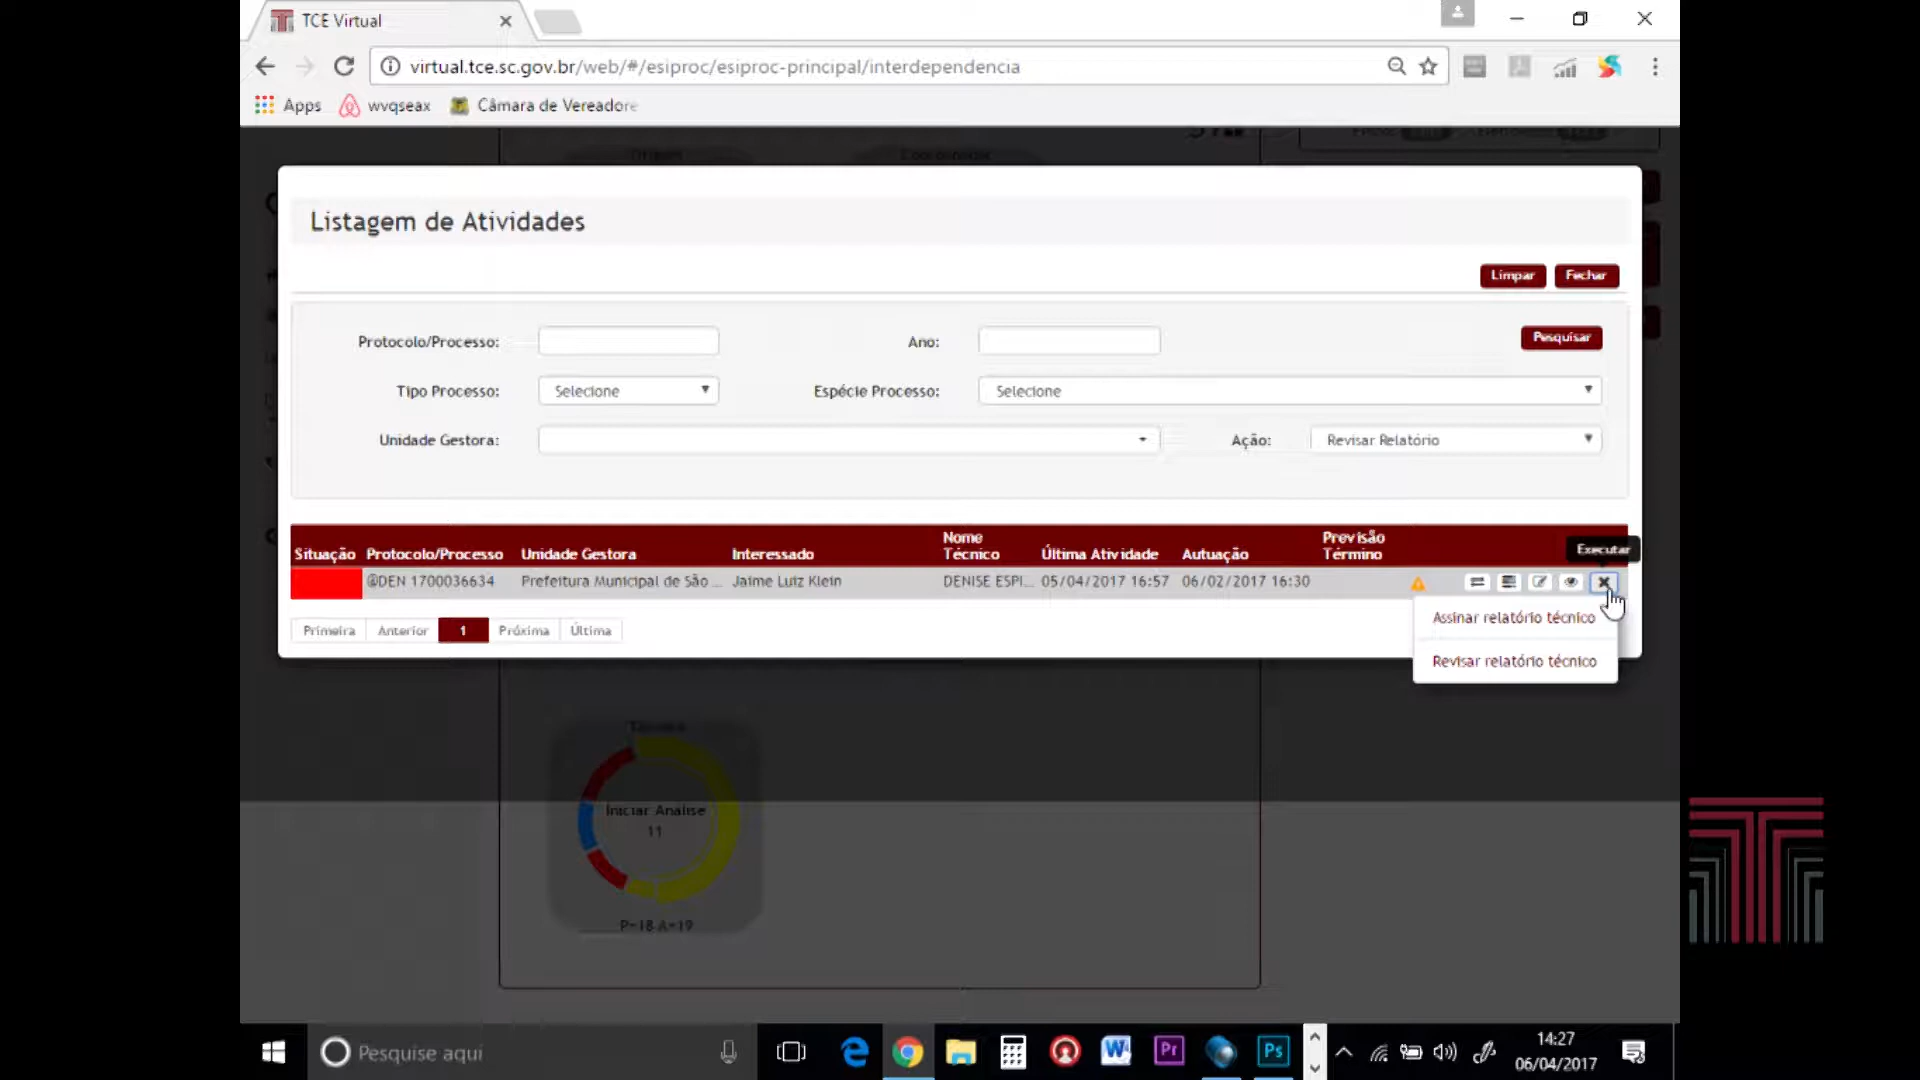 TCE Virtual
virtual.tce.sc.gov.br/web/#/esiproc/esiproc-principal/interdependencia
Apps wvqseax Câmara de Vereadore
Listagem de Atividades
Limpar Fechar
Protocolo/Processo: Ano: Pesquisar
Tipo Processo: Selecione Espécie Processo: Selecione
Unidade Gestora: Ação: Revisar Relatório
Situação Protocolo/Processo Unidade Gestora Interessado Nome Técnico Última Atividade Autuação Previsão Término Executar
@DEN 1700036634 Prefeitura Municipal de São ... Jaime Luiz Klein DENISE ESPI... 05/04/2017 16:57 06/02/2017 16:30
Primeira Anterior 1 Próxima Última
Assinar relatório técnico
Revisar relatório técnico
Iniciar Análise
11
P=18 A=19
Pesquise aqui
14:27
06/04/2017